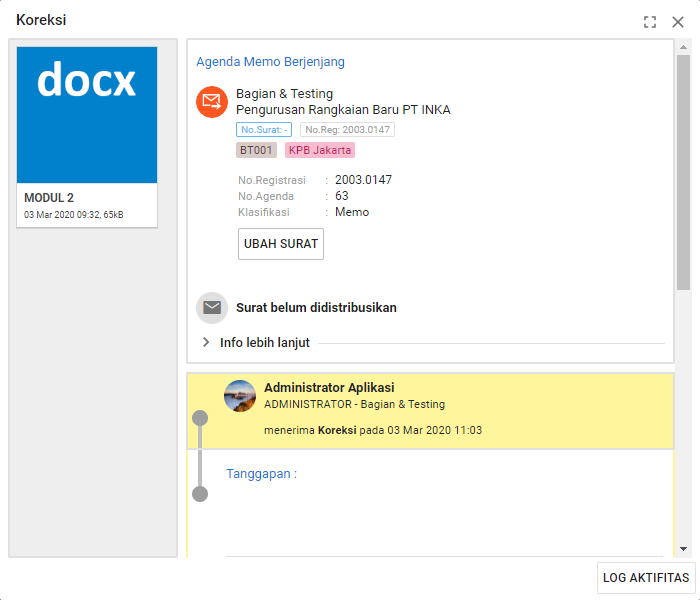 Koreksi
docx
MODUL 2
03 Mar 2020 09:32, 65kB
Agenda Memo Berjenjang
Bagian & Testing
Pengurusan Rangkaian Baru PT INKA
No.Surat: - No.Reg: 2003.0147
BT001 KPB Jakarta
No.Registrasi : 2003.0147
No.Agenda : 63
Klasifikasi : Memo
UBAH SURAT
Surat belum didistribusikan
Info lebih lanjut
Administrator Aplikasi
ADMINISTRATOR - Bagian & Testing
menerima Koreksi pada 03 Mar 2020 11:03
Tanggapan :
LOG AKTIFITAS